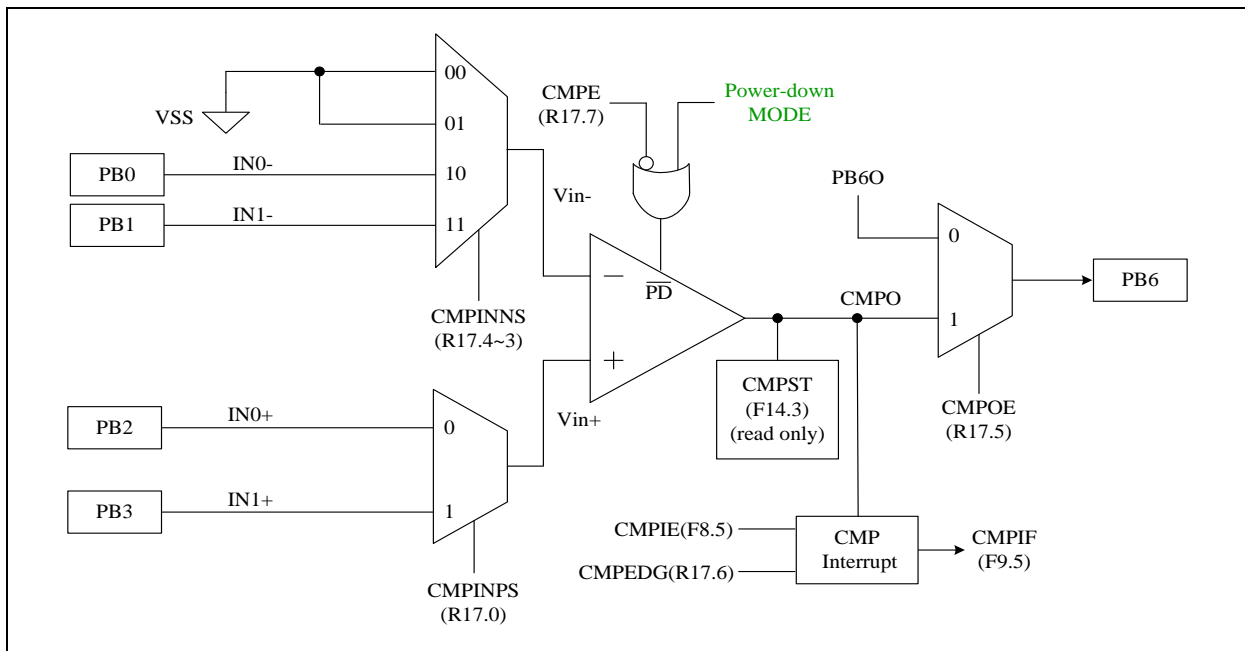 00
VSS
01
PB0
IN0-
10
PB1
IN1-
11
CMPINNS
(R17.4~3)
Vin-
CMPE
(R17.7)
Power-down
MODE
PD
−
+
PB2
IN0+
0
Vin+
PB3
IN1+
1
CMPINPS
(R17.0)
PB6O
0
CMPO
1
PB6
CMPST
(F14.3)
(read only)
CMPOE
(R17.5)
CMPIE(F8.5)
CMPEDG(R17.6)
CMP
Interrupt
CMPIF
(F9.5)